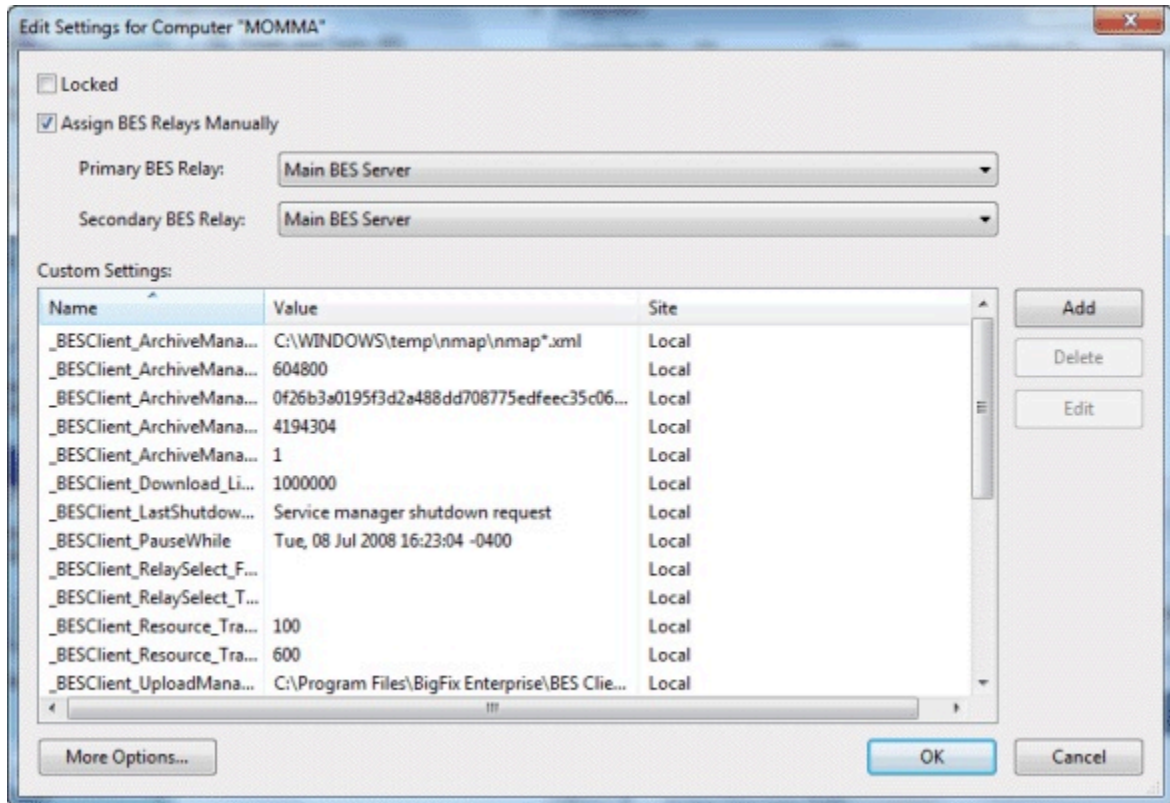 Edit Settings for Computer "MOMMA"
Locked
Assign BES Relays Manually
Primary BES Relay: Main BES Server
Secondary BES Relay: Main BES Server
Custom Settings:
Name Value Site
_BESClient_ArchiveMana... C:\WINDOWS\temp\nmap\nmap*.xml Local
_BESClient_ArchiveMana... 604800 Local
_BESClient_ArchiveMana... 0f26b3a0195f3d2a488dd708775edfeec35c06... Local
_BESClient_ArchiveMana... 4194304 Local
_BESClient_ArchiveMana... 1 Local
_BESClient_Download_Li... 1000000 Local
_BESClient_LastShutdow... Service manager shutdown request Local
_BESClient_PauseWhile Tue, 08 Jul 2008 16:23:04 -0400 Local
_BESClient_RelaySelect_F... Local
_BESClient_RelaySelect_T... Local
_BESClient_Resource_Tra... 100 Local
_BESClient_Resource_Tra... 600 Local
_BESClient_UploadMana... C:\Program Files\BigFix Enterprise\BES Clie... Local
Add
Delete
Edit
More Options... OK Cancel